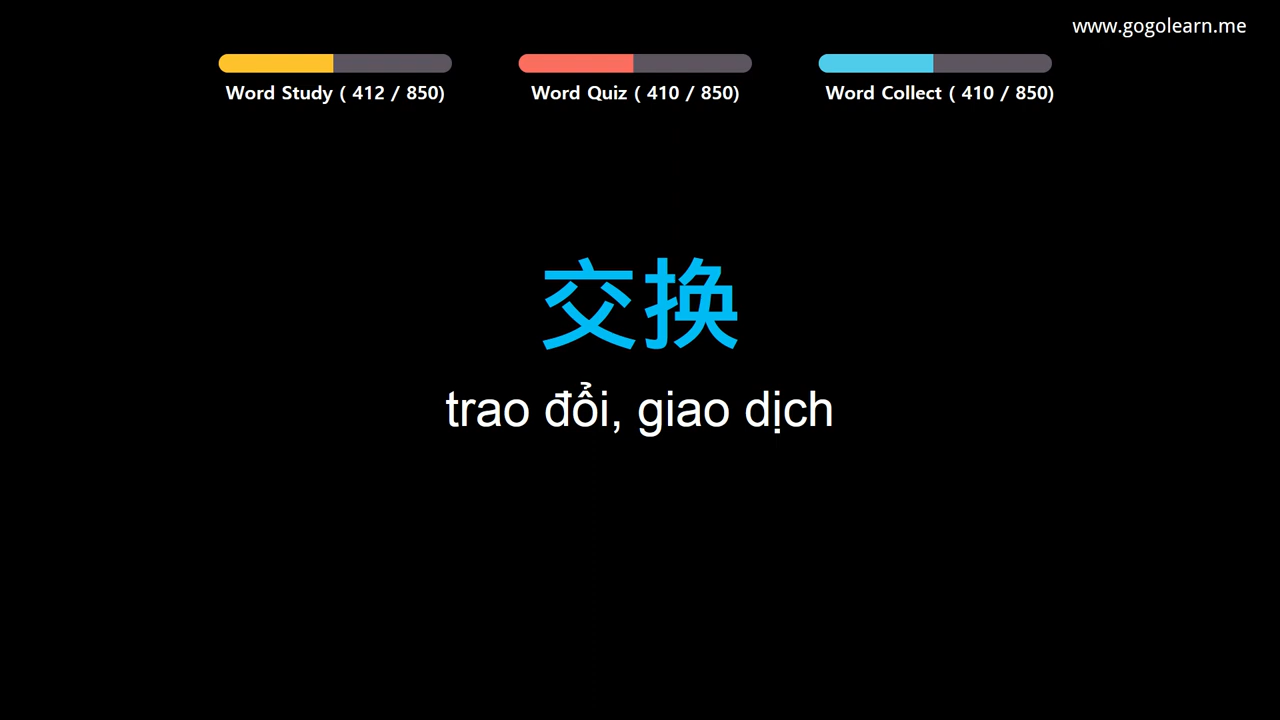 www.gogolearn.me
Word Study ( 412 / 850)
Word Quiz ( 410 / 850)
Word Collect ( 410 / 850)
交换
trao đổi, giao dịch